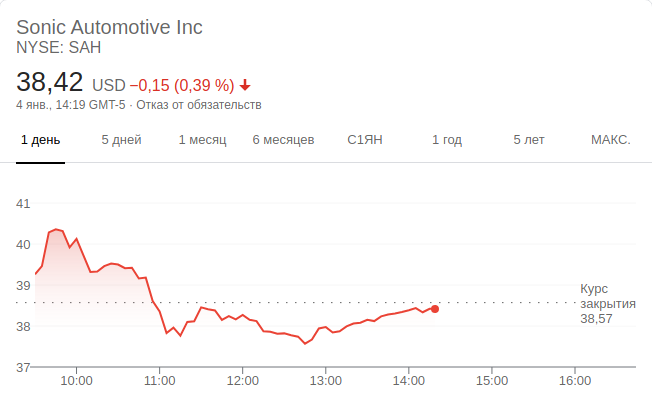 Sonic Automotive Inc
NYSE: SAH
38,42 USD −0,15 (0,39 %)
4 янв., 14:19 GMT-5 · Отказ от обязательств
1 день 5 дней 1 месяц 6 месяцев С1ЯН 1 год 5 лет МАКС.
41
40
39
38
37
Курс
закрытия
38,57
10:00 11:00 12:00 13:00 14:00 15:00 16:00